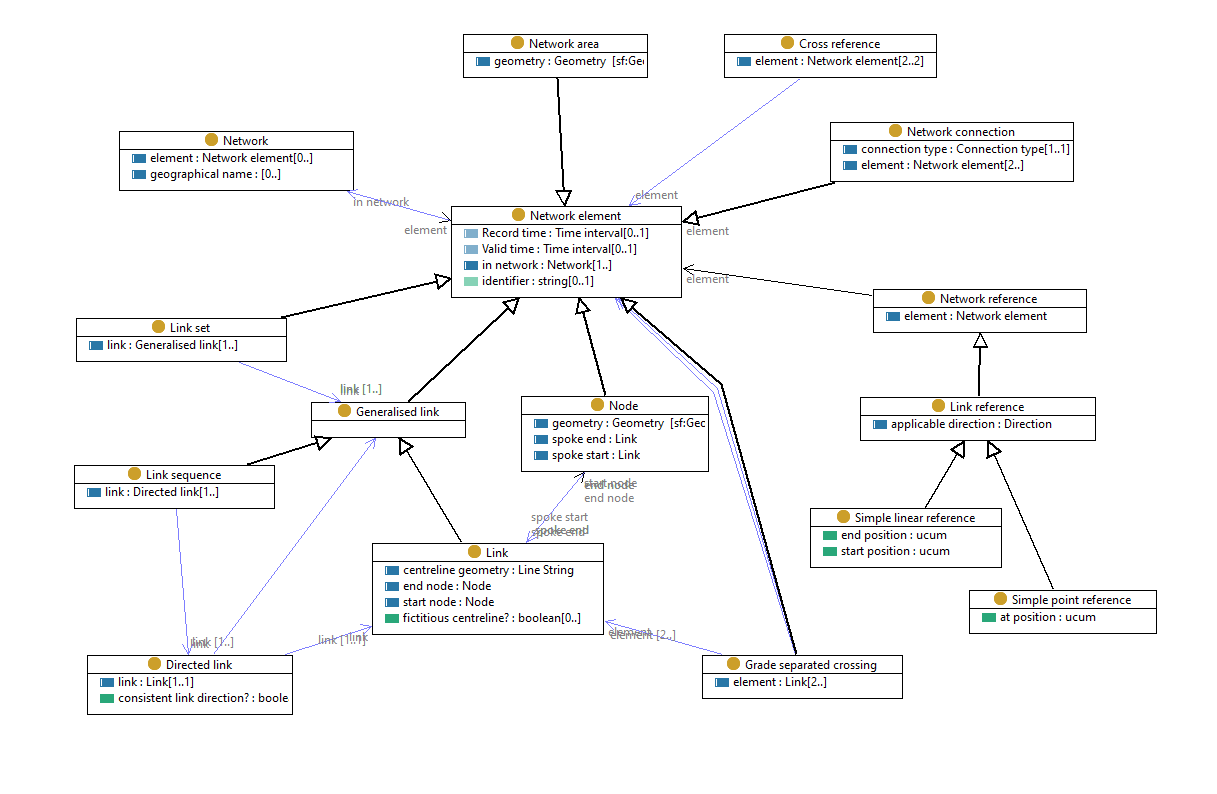 Network area
geometry : Geometry [sf:Ge
Cross reference
element : Network element[2..2]
Network connection
connection type : Connection type[1..1]
element : Network element[2..]
Network
element : Network element[0..]
geographical name : [0..]
in network
element
element
element
element
Network element
Record time : Time interval[0..1]
Valid time : Time interval[0..1]
in network : Network[1..]
identifier : string[0..1]
Network reference
element : Network element
Link set
link : Generalised link[1..]
link [1..]
link
Generalised link
Node
geometry : Geometry [sf:Geo
spoke end : Link
spoke start : Link
Link reference
applicable direction : Direction
Link sequence
link : Directed link[1..]
start node
end node
end node
spoke start
spoke end
spoke end
Simple linear reference
end position : ucum
start position : ucum
Link
centreline geometry : Line String
end node : Node
start node : Node
fictitious centreline? : boolean[0..]
Simple point reference
at position : ucum
link [1..]
link
link [1..1]
link
element
element [2..]
Directed link
link : Link[1..1]
consistent link direction? : boole
Grade separated crossing
element : Link[2..]